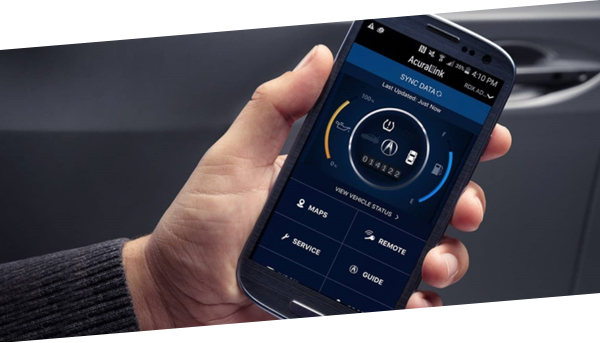 29% 4:10 PM
AcuraLink
RDX AD..
SYNC DATA
Last Updated: Just Now
100%
F
0%
E
014122
VIEW VEHICLE STATUS >
MAPS
REMOTE
SERVICE
GUIDE